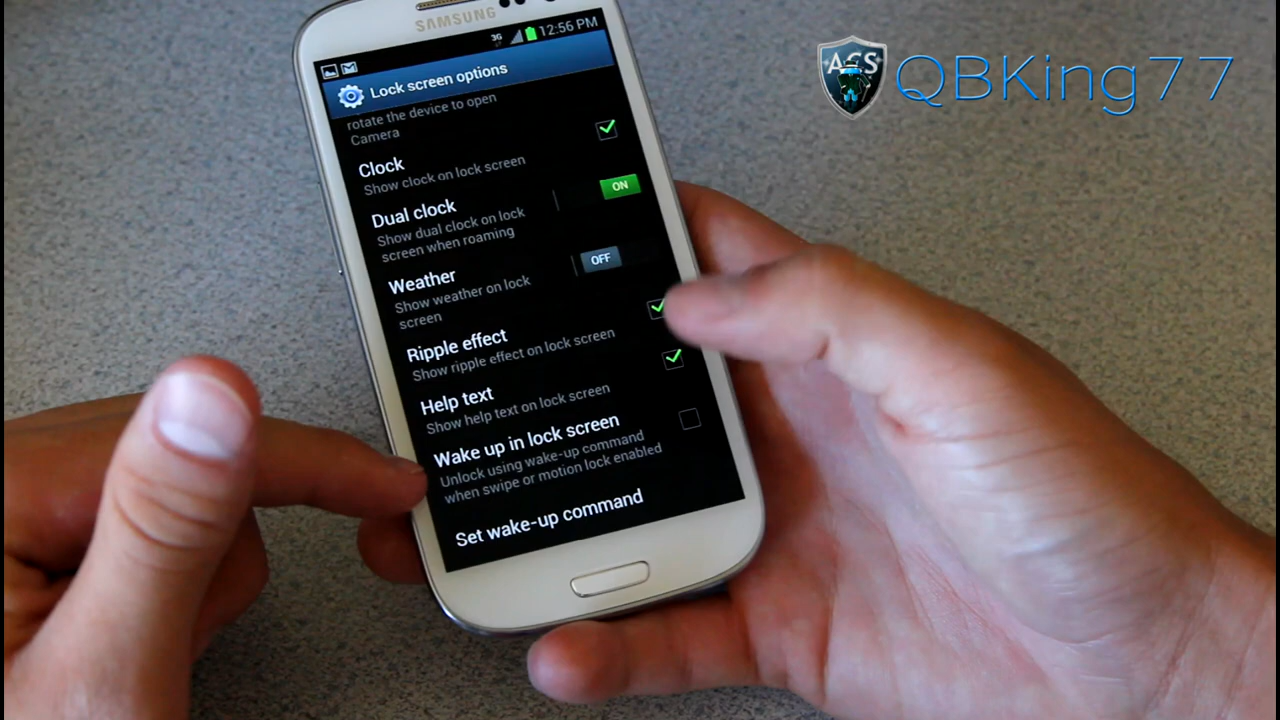 SAMSUNG
3G 12:56 PM
Lock screen options
rotate the device to open
Camera
Clock
Show clock on lock screen
Dual clock
Show dual clock on lock
screen when roaming
ON
Weather
Show weather on lock
screen
OFF
Ripple effect
Show ripple effect on lock screen
Help text
Show help text on lock screen
Wake up in lock screen
Unlock using wake-up command
when swipe or motion lock enabled
Set wake-up command
ACS
QBKing77